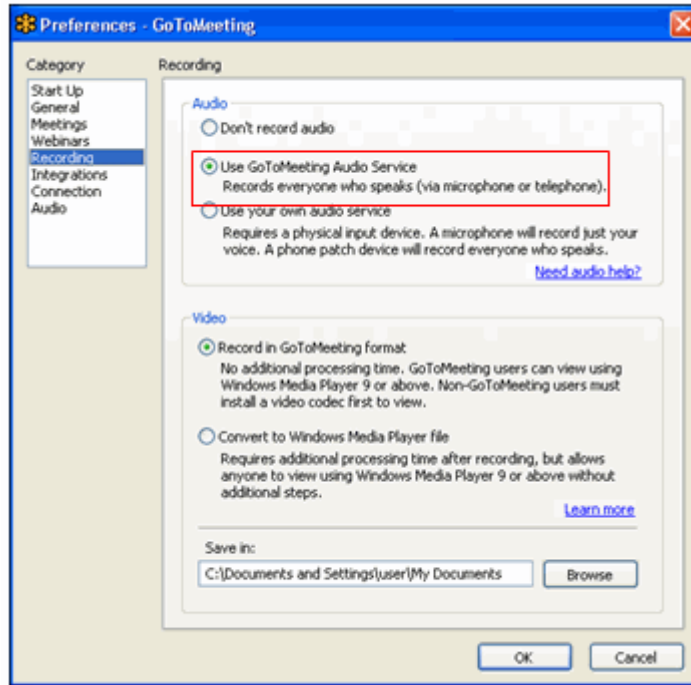 Preferences - GoToMeeting
Category
Start Up
General
Meetings
Webinars
Recording
Integrations
Connection
Audio
Recording
Audio
Don't record audio
Use GoToMeeting Audio Service
Records everyone who speaks (via microphone or telephone).
Use your own audio service
Requires a physical input device. A microphone will record just your
voice. A phone patch device will record everyone who speaks.
Need audio help?
Video
Record in GoToMeeting format
No additional processing time. GoToMeeting users can view using
Windows Media Player 9 or above. Non-GoToMeeting users must
install a video codec first to view.
Convert to Windows Media Player file
Requires additional processing time after recording, but allows
anyone to view using Windows Media Player 9 or above without
additional steps.
Learn more
Save in:
C:\Documents and Settings\user\My Documents
Browse
OK
Cancel